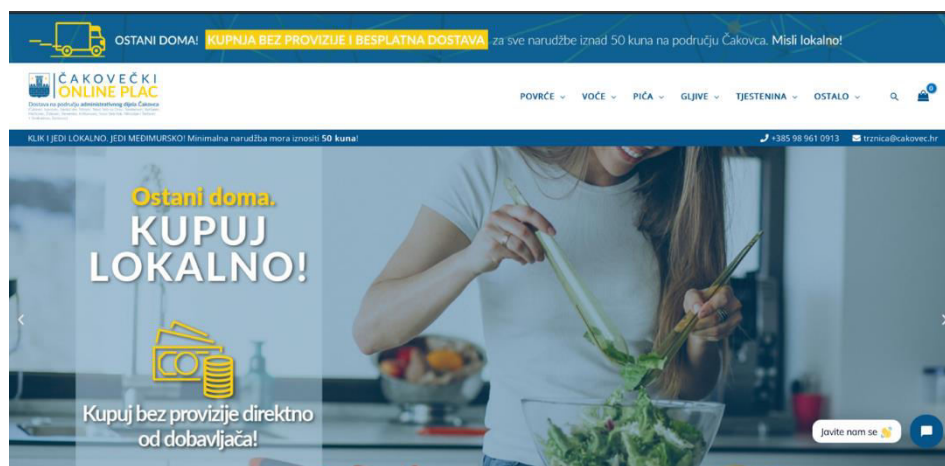 OSTANI DOMA! KUPNJA BEZ PROVIZIJE I BESPLATNA DOSTAVA za sve narudžbe iznad 50 kuna na području Čakovca. Misli lokalno!
ČAKOVEČKI
ONLINE PLAC
Dostava na području administrativnog dijela Čakovca
POVRĆE VOĆE PIĆA GLJIVE TJESTENINA OSTALO 0
KLIK I JEDI LOKALNO. JEDI MEĐIMURSKO! Minimalna narudžba mora iznositi 50 kuna! +385 98 961 0913 trznica@cakovec.hr
Ostani doma.
KUPUJ
LOKALNO!
Kupuj bez provizije direktno
od dobavljača!
Javite nam se 👋